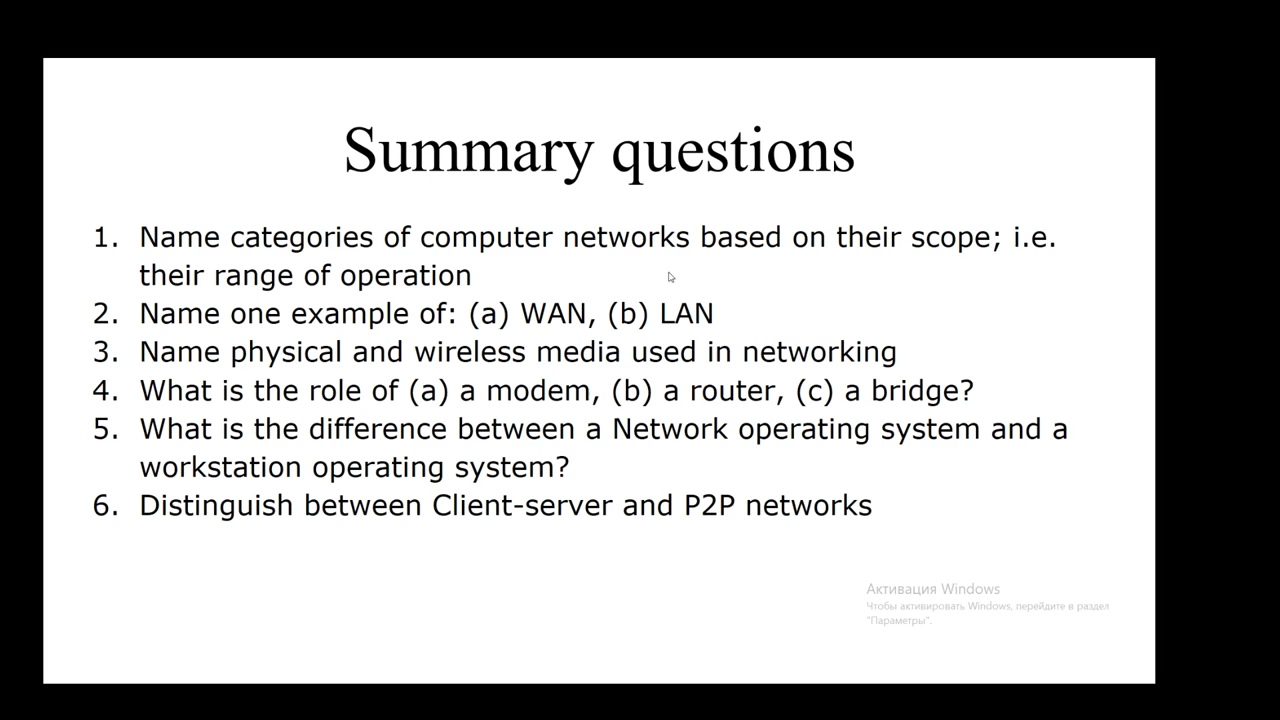 Summary questions
1. Name categories of computer networks based on their scope; i.e.
their range of operation
2. Name one example of: (a) WAN, (b) LAN
3. Name physical and wireless media used in networking
4. What is the role of (a) a modem, (b) a router, (c) a bridge?
5. What is the difference between a Network operating system and a
workstation operating system?
6. Distinguish between Client-server and P2P networks
Активация Windows
Чтобы активировать Windows, перейдите в раздел
"Параметры".